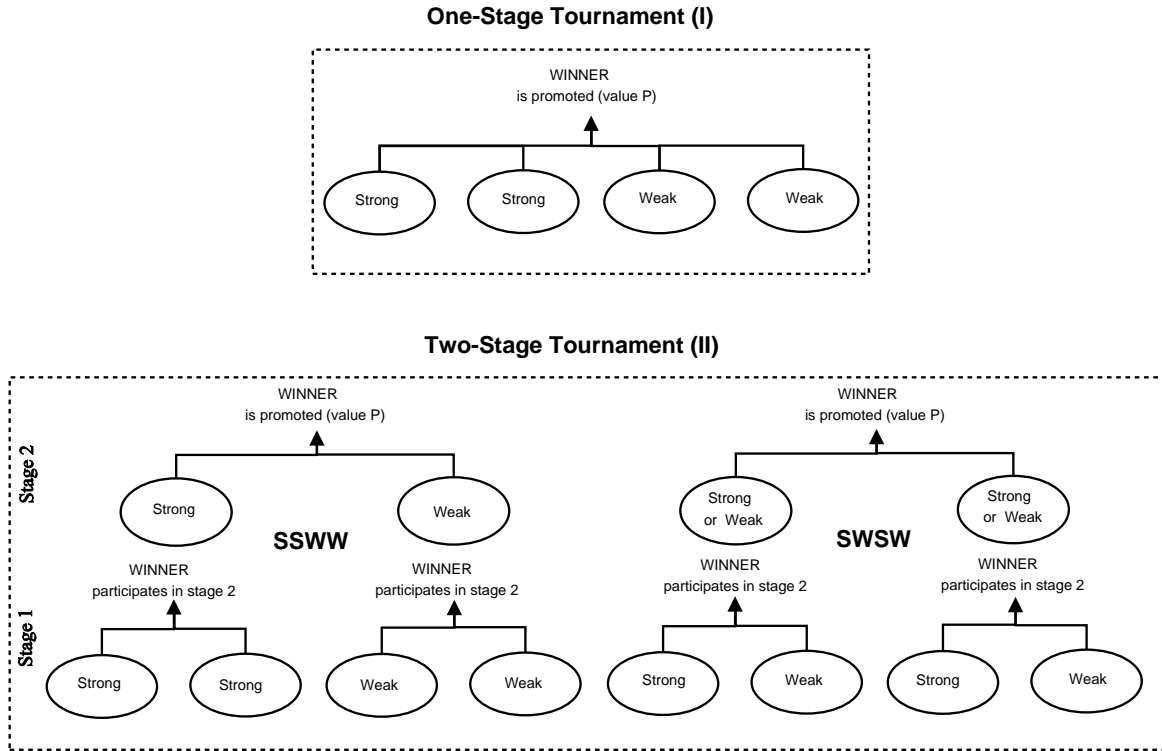 One-Stage Tournament (I)
WINNER
is promoted (value P)
Strong
Strong
Weak
Weak
Two-Stage Tournament (II)
Stage 2
WINNER
is promoted (value P)
Strong
Weak
SSWW
WINNER
is promoted (value P)
Strong
or Weak
Strong
or Weak
SWSW
Stage 1
WINNER
participates in stage 2
WINNER
participates in stage 2
WINNER
participates in stage 2
WINNER
participates in stage 2
Strong
Strong
Weak
Weak
Strong
Weak
Strong
Weak